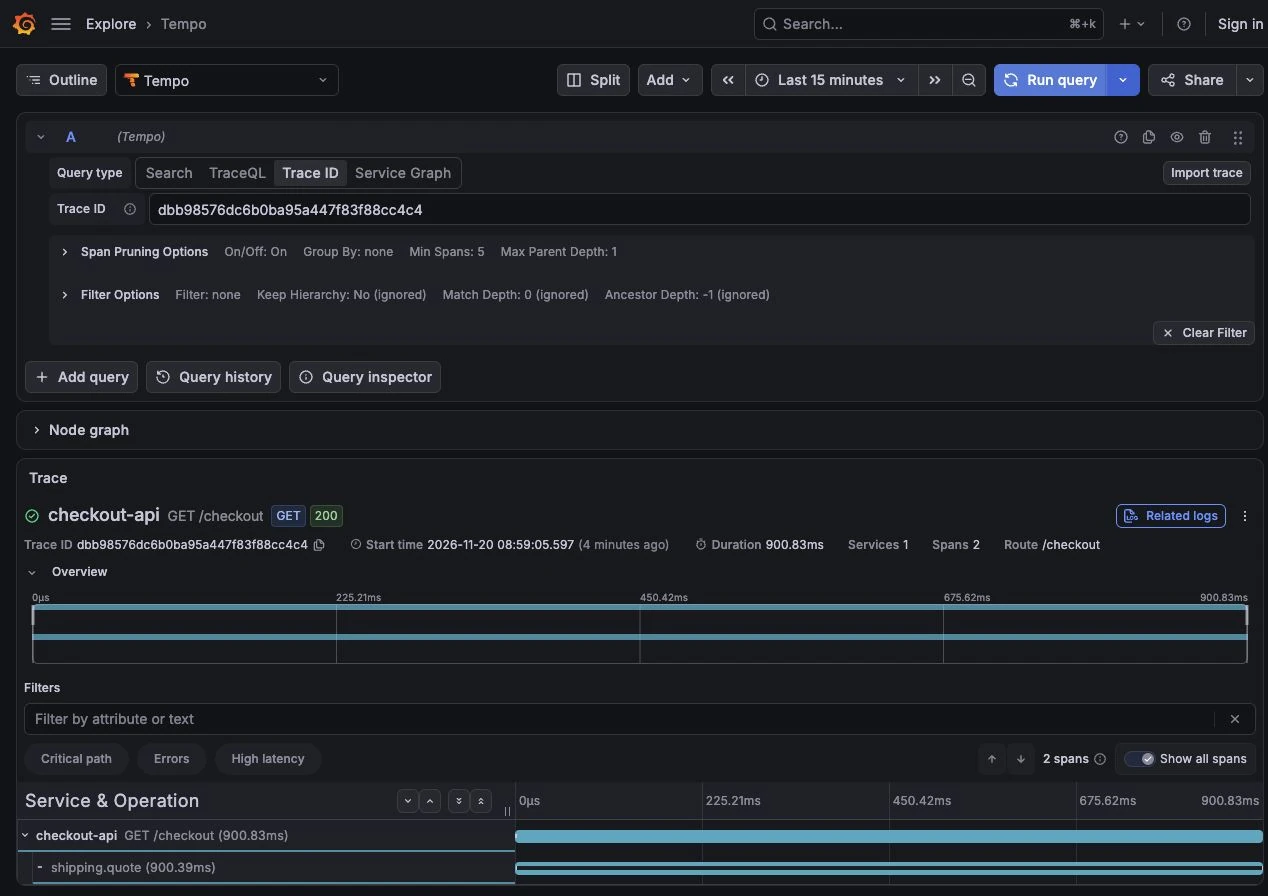 Explore › Tempo
Search... ⌘+k
Sign in
Outline
Tempo
Split
Add
Last 15 minutes
Run query
Share
A (Tempo)
Query type Search TraceQL Trace ID Service Graph Import trace
Trace ID dbb98576dc6b0ba95a447f83f88cc4c4
Span Pruning Options On/Off: On Group By: none Min Spans: 5 Max Parent Depth: 1
Filter Options Filter: none Keep Hierarchy: No (ignored) Match Depth: 0 (ignored) Ancestor Depth: -1 (ignored)
Clear Filter
+ Add query Query history Query inspector
Node graph
Trace
checkout-api GET /checkout GET 200 Related logs
Trace ID dbb98576dc6b0ba95a447f83f88cc4c4 Start time 2026-11-20 08:59:05.597 (4 minutes ago) Duration 900.83ms Services 1 Spans 2 Route /checkout
Overview
0μs 225.21ms 450.42ms 675.62ms 900.83ms
Filters
Filter by attribute or text
Critical path Errors High latency 2 spans Show all spans
Service & Operation 0μs 225.21ms 450.42ms 675.62ms 900.83ms
checkout-api GET /checkout (900.83ms)
- shipping.quote (900.39ms)